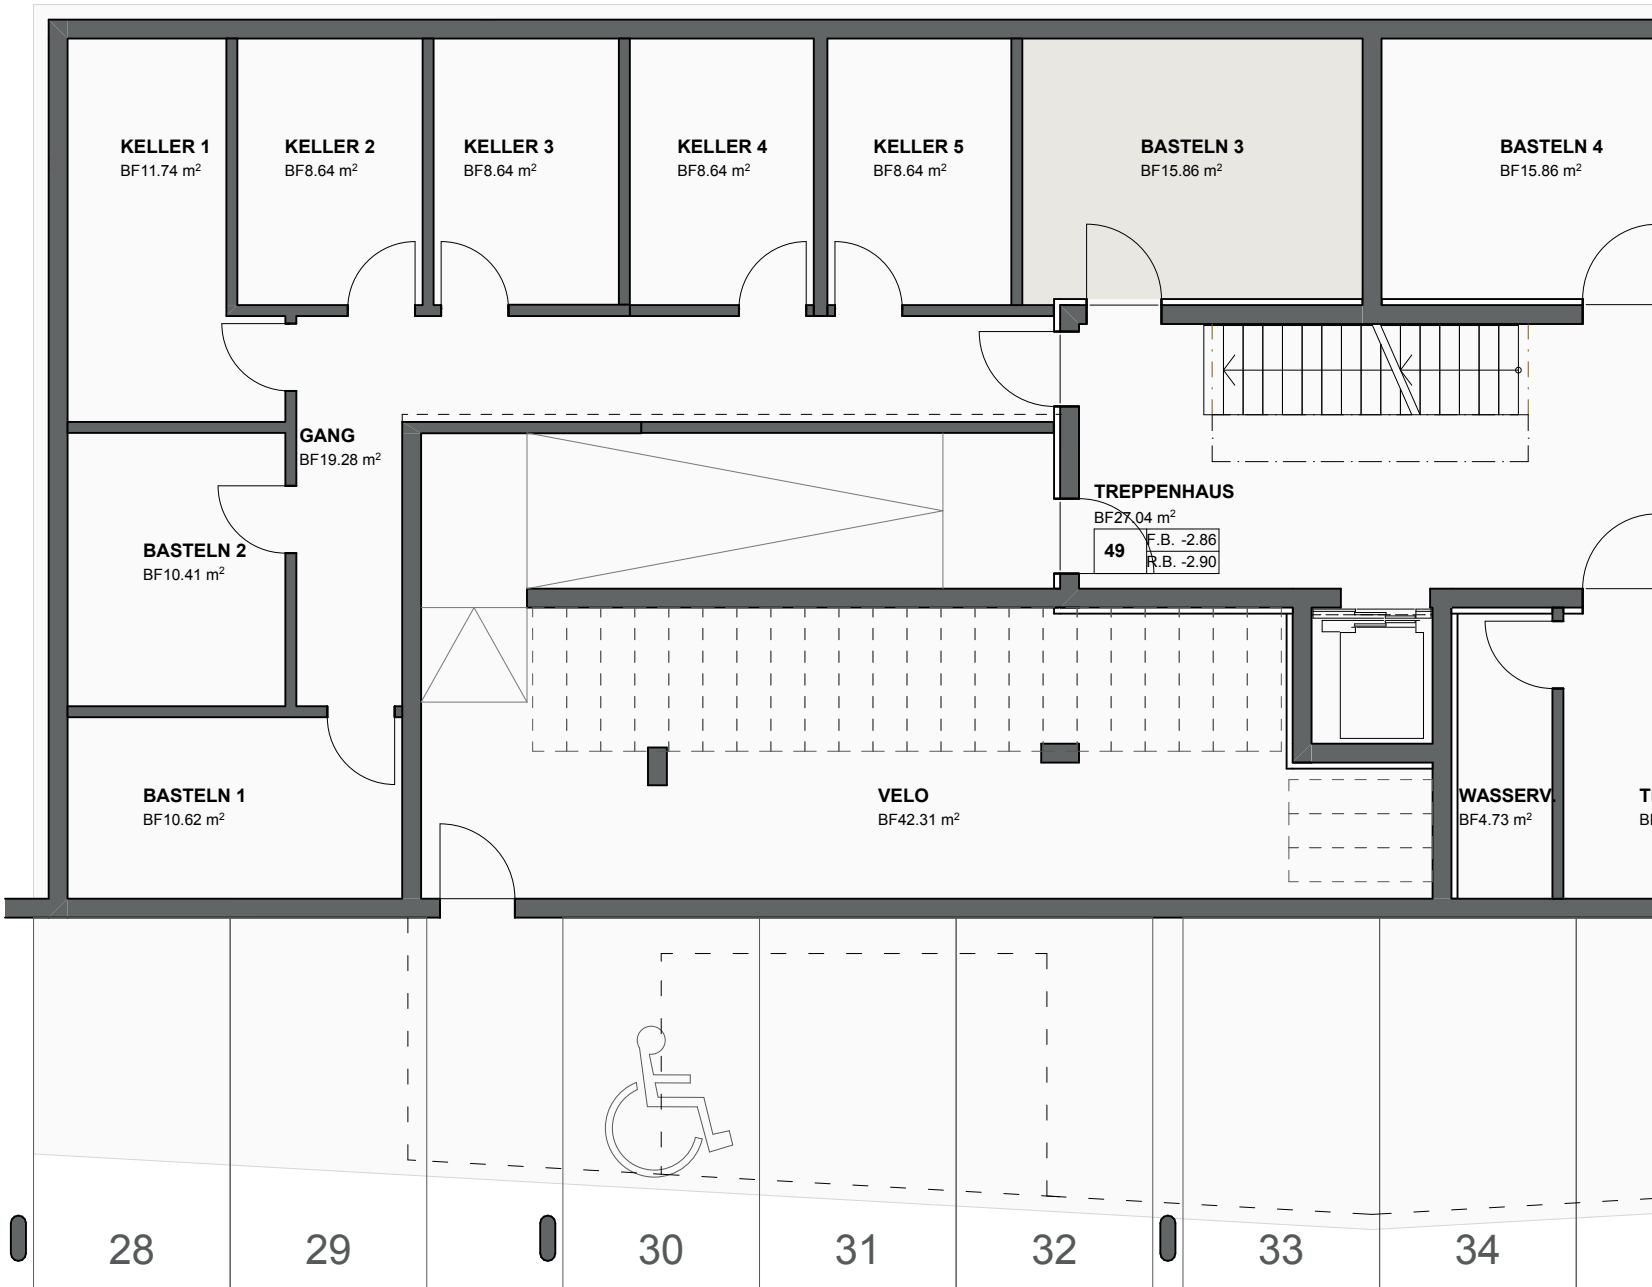 KELLER 1
BF11.74 m²
KELLER 2
BF8.64 m²
KELLER 3
BF8.64 m²
KELLER 4
BF8.64 m²
KELLER 5
BF8.64 m²
BASTELN 3
BF15.86 m²
BASTELN 4
BF15.86 m²
GANG
BF19.28 m²
TREPPENHAUS
BF27.04 m²
49
F.B. -2.86
R.B. -2.90
BASTELN 2
BF10.41 m²
BASTELN 1
BF10.62 m²
VELO
BF42.31 m²
WASSERV.
BF4.73 m²
28
29
30
31
32
33
34